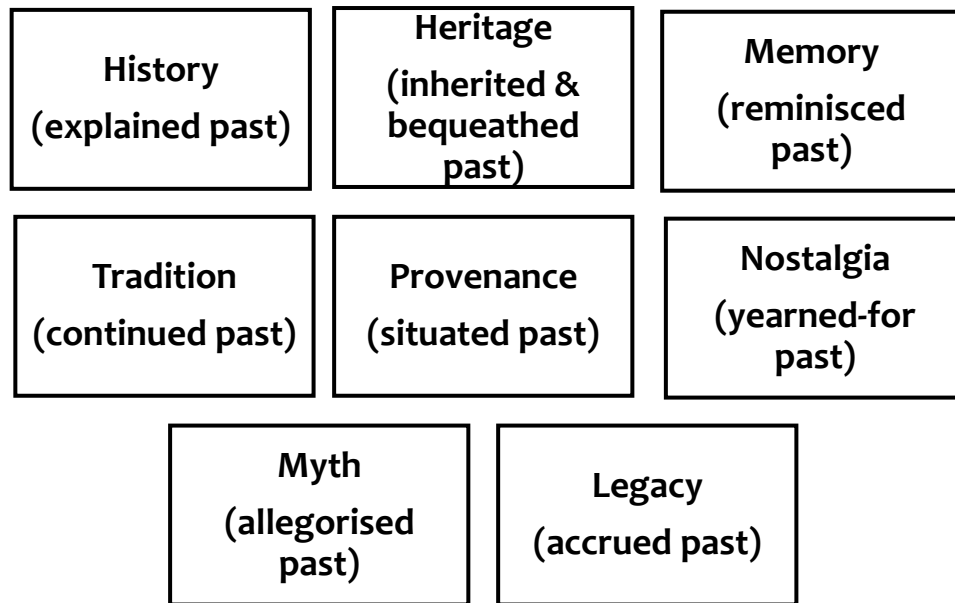 History
(explained past)
Heritage
(inherited &
bequeathed
past)
Memory
(reminisced
past)
Tradition
(continued past)
Provenance
(situated past)
Nostalgia
(yearned-for
past)
Myth
(allegorised
past)
Legacy
(accrued past)